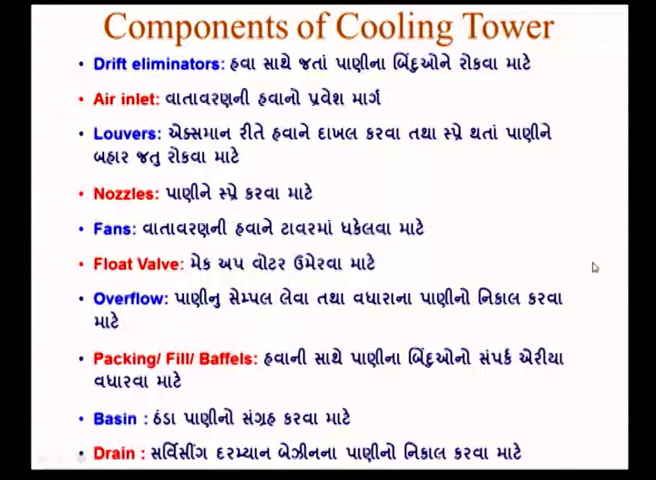 Components of Cooling Tower
• Drift eliminators: હવા સાથે જતાં પાણીના બિંદુઓને રોકવા માટે
• Air inlet: વાતાવરણની હવાનો પ્રવેશ માર્ગ
• Louvers: એક્સમાન રીતે હવાને દાખલ કરવા તથા સ્પ્રે થતાં પાણીને
બહાર જતુ રોકવા માટે
• Nozzles: પાણીને સ્પ્રે કરવા માટે
• Fans: વાતાવરણની હવાને ટાવરમાં ધકેલવા માટે
• Float Valve: મેક અપ વોટર ઉમેરવા માટે
• Overflow: પાણીનુ સેમ્પલ લેવા તથા વધારાના પાણીનો નિકાલ કરવા
માટે
• Packing/ Fill/ Baffels: હવાની સાથે પાણીના બિંદુઓનો સંપર્ક એરીયા
વધારવા માટે
• Basin : ઠંડા પાણીનો સંગ્રહ કરવા માટે
• Drain : સર્વિસીંગ દરમ્યાન બેઝીનના પાણીનો નિકાલ કરવા માટે